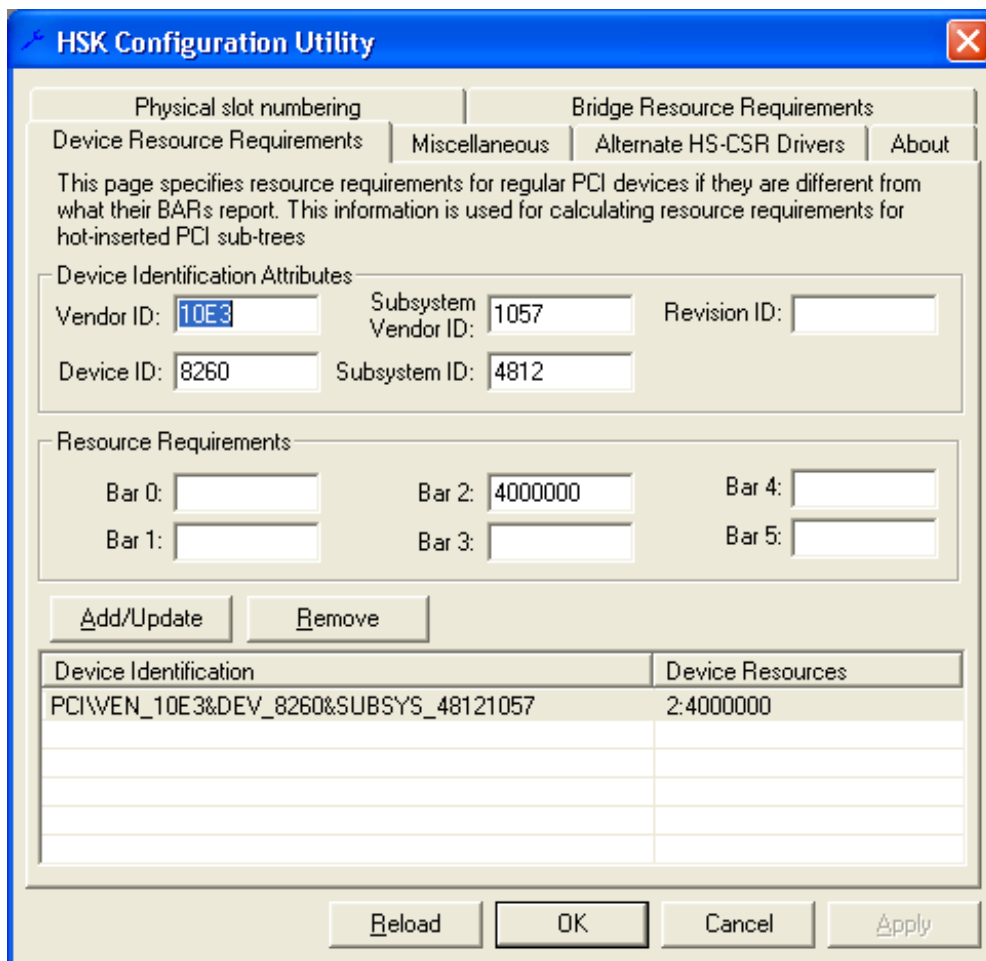 HSK Configuration Utility
Physical slot numbering
Bridge Resource Requirements
Device Resource Requirements
Miscellaneous
Alternate HS-CSR Drivers
About
This page specifies resource requirements for regular PCI devices if they are different from
what their BARs report. This information is used for calculating resource requirements for
hot-inserted PCI sub-trees
Device Identification Attributes
Vendor ID: 10E3
Subsystem
Vendor ID: 1057
Revision ID:
Device ID: 8260
Subsystem ID: 4812
Resource Requirements
Bar 0:
Bar 2: 4000000
Bar 4:
Bar 1:
Bar 3:
Bar 5:
Add/Update
Remove
Device Identification
Device Resources
PCI\VEN_10E3&DEV_8260&SUBSYS_48121057
2:4000000
Reload
OK
Cancel
Apply